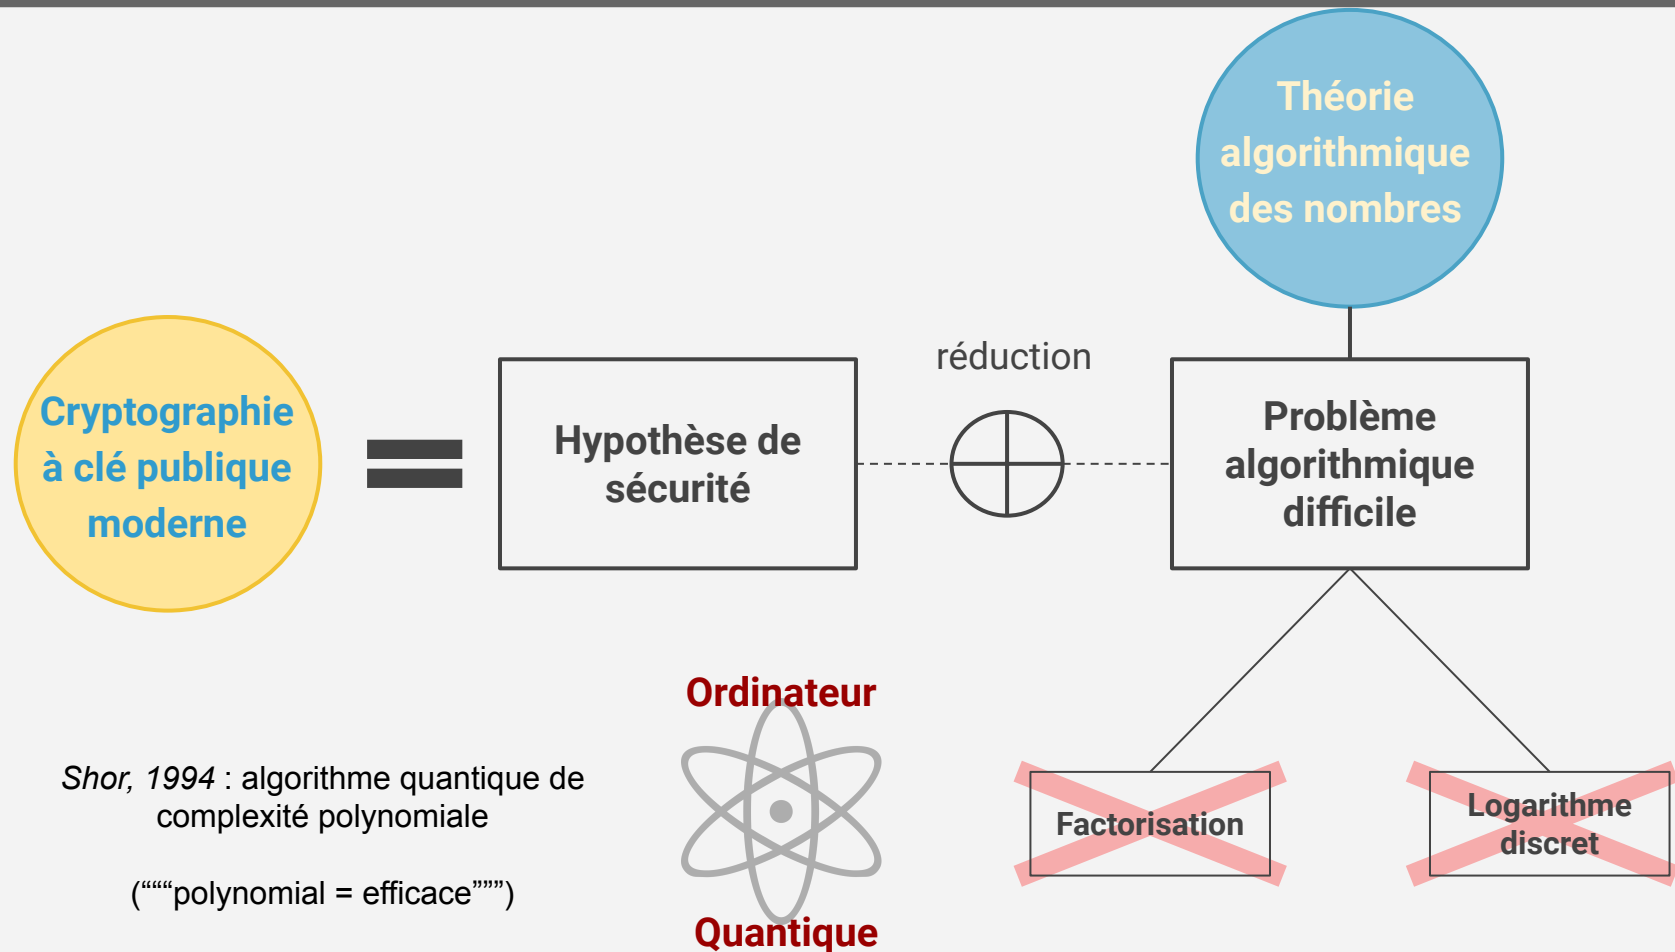 Théorie
algorithmique
des nombres
réduction
Cryptographie
à clé publique
moderne
Hypothèse de
sécurité
Problème
algorithmique
difficile
Ordinateur
Quantique
Shor, 1994 : algorithme quantique de
complexité polynomiale
(“““polynomial = efficace”””)
Factorisation
Logarithme
discret